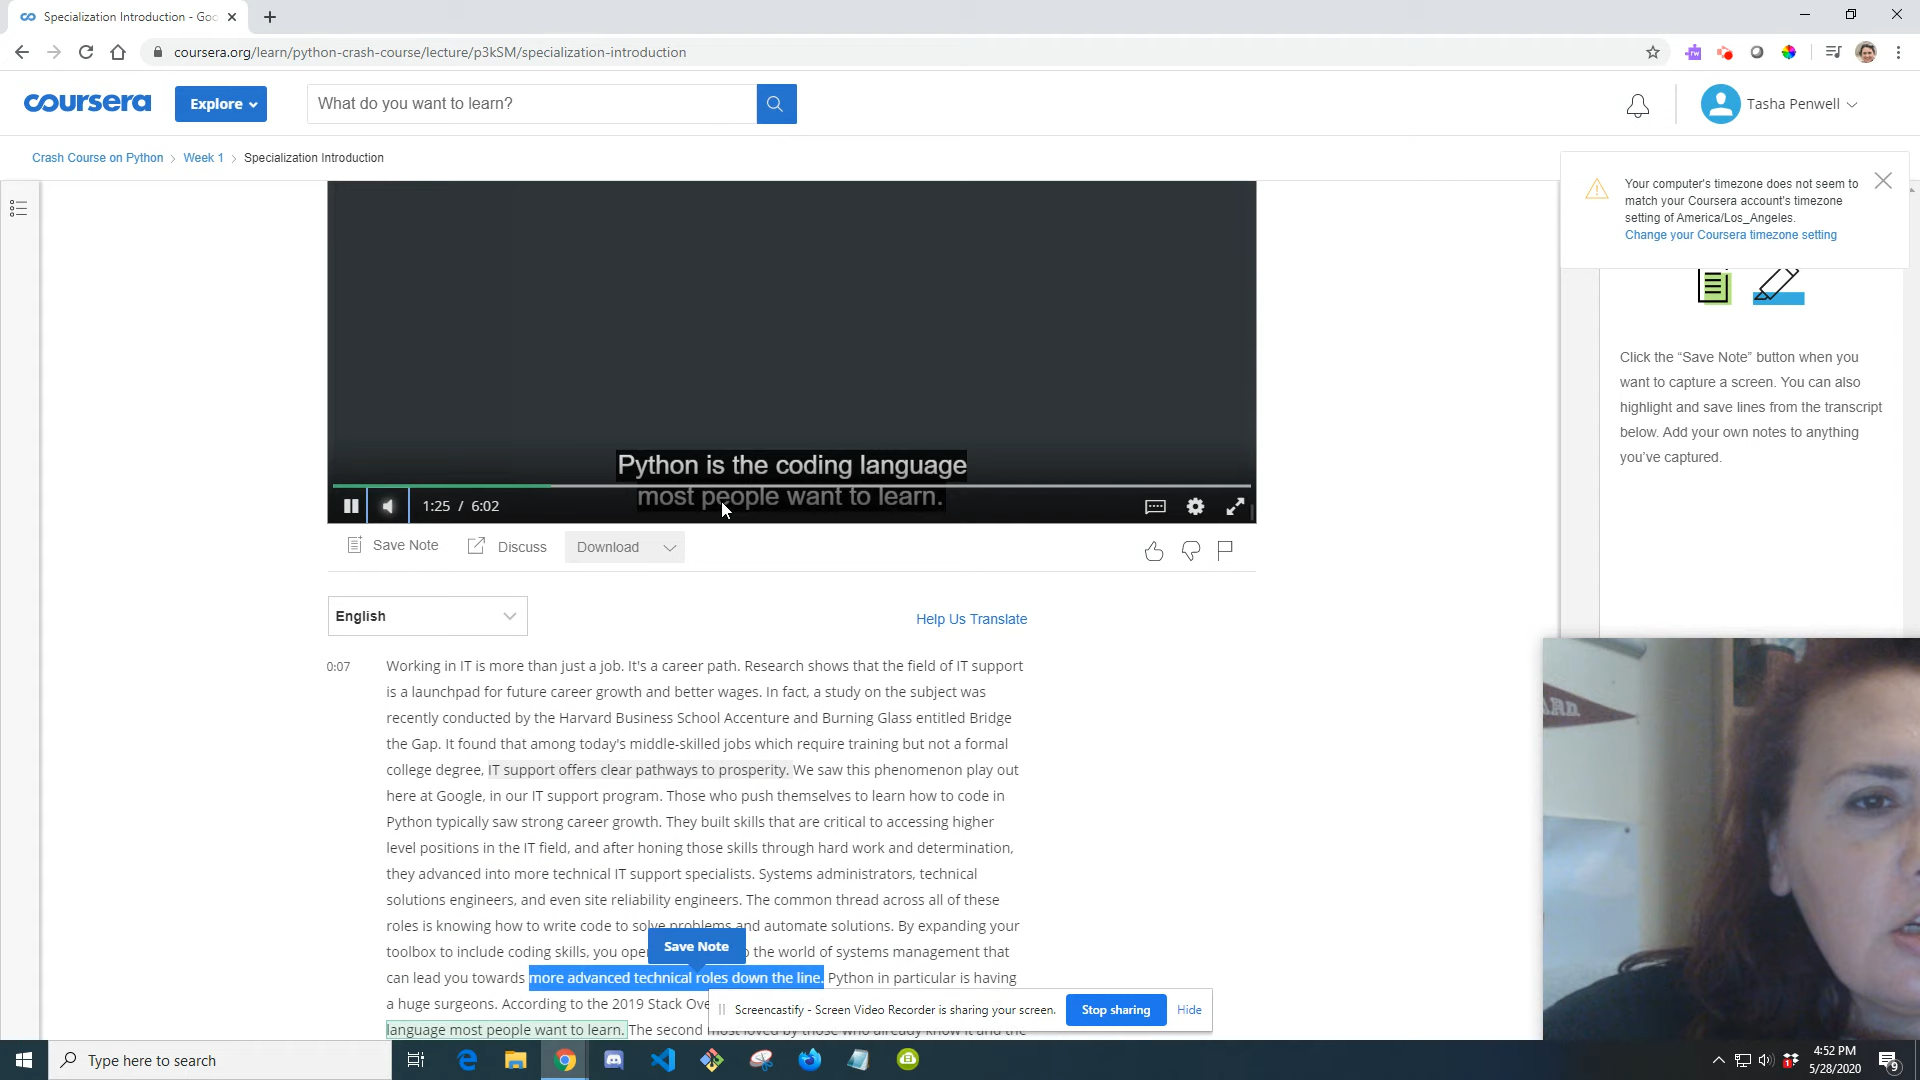 Specialization Introduction - Goo
coursera.org/learn/python-crash-course/lecture/p3kSM/specialization-introduction
coursera
Explore
What do you want to learn?
Tasha Penwell
Crash Course on Python
Week 1
Specialization Introduction
Your computer's timezone does not seem to
match your Coursera account's timezone
setting of America/Los_Angeles.
Change your Coursera timezone setting
Click the “Save Note” button when you
want to capture a screen. You can also
highlight and save lines from the transcript
below. Add your own notes to anything
you’ve captured.
Python is the coding language
most people want to learn.
1:25 / 6:02
Save Note
Discuss
Download
English
Help Us Translate
0:07
Working in IT is more than just a job. It's a career path. Research shows that the field of IT support
is a launchpad for future career growth and better wages. In fact, a study on the subject was
recently conducted by the Harvard Business School Accenture and Burning Glass entitled Bridge
the Gap. It found that among today's middle-skilled jobs which require training but not a formal
college degree, IT support offers clear pathways to prosperity. We saw this phenomenon play out
here at Google, in our IT support program. Those who push themselves to learn how to code in
Python typically saw strong career growth. They built skills that are critical to accessing higher
level positions in the IT field, and after honing those skills through hard work and determination,
they advanced into more technical IT support specialists. Systems administrators, technical
solutions engineers, and even site reliability engineers. The common thread across all of these
roles is knowing how to write code to solve problems and automate solutions. By expanding your
toolbox to include coding skills, you open the world of systems management that
Save Note
can lead you towards more advanced technical roles down the line. Python in particular is having
a huge surgeons. According to the 2019 Stack Ove
language most people want to learn. The second most loved by those who already know it and the
Screencastify - Screen Video Recorder is sharing your screen.
Stop sharing
Hide
Type here to search
4:52 PM
5/28/2020
9